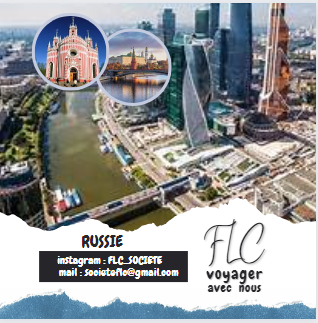 RUSSIE
instagram : FLC_SOCIETE
mail : societeflc@gmail.com
FLC
voyager
avec nous